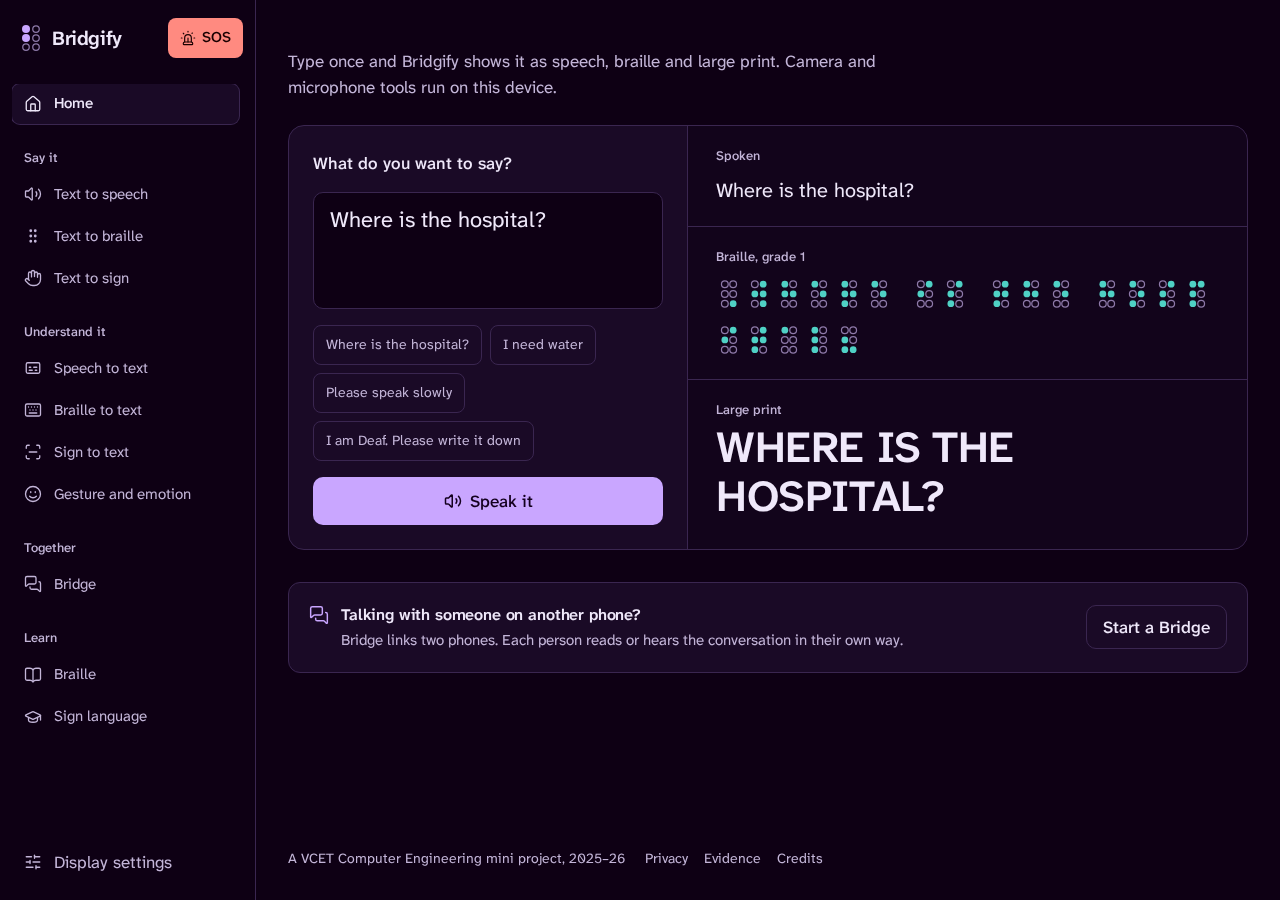 Bridgify
SOS
Home
Say it
Text to speech
Text to braille
Text to sign
Understand it
Speech to text
Braille to text
Sign to text
Gesture and emotion
Together
Bridge
Learn
Braille
Sign language
Display settings
Type once and Bridgify shows it as speech, braille and large print. Camera and
microphone tools run on this device.
What do you want to say?
Where is the hospital?
Where is the hospital?
I need water
Please speak slowly
I am Deaf. Please write it down
Speak it
Spoken
Where is the hospital?
Braille, grade 1
⠠⠺⠓⠑⠗⠑ ⠊⠎ ⠞⠓⠑ ⠓⠕⠎⠏
⠊⠞⠁⠇⠦
Large print
WHERE IS THE
HOSPITAL?
Talking with someone on another phone?
Bridge links two phones. Each person reads or hears the conversation in their own way.
Start a Bridge
A VCET Computer Engineering mini project, 2025–26
Privacy
Evidence
Credits